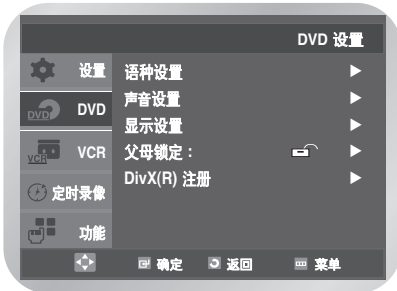 DVD 设置
设置
DVD
DVD
VCR
VCR
定时录像
功能
语种设置
声音设置
显示设置
父母锁定：
DivX(R) 注册
确定 返回 菜单